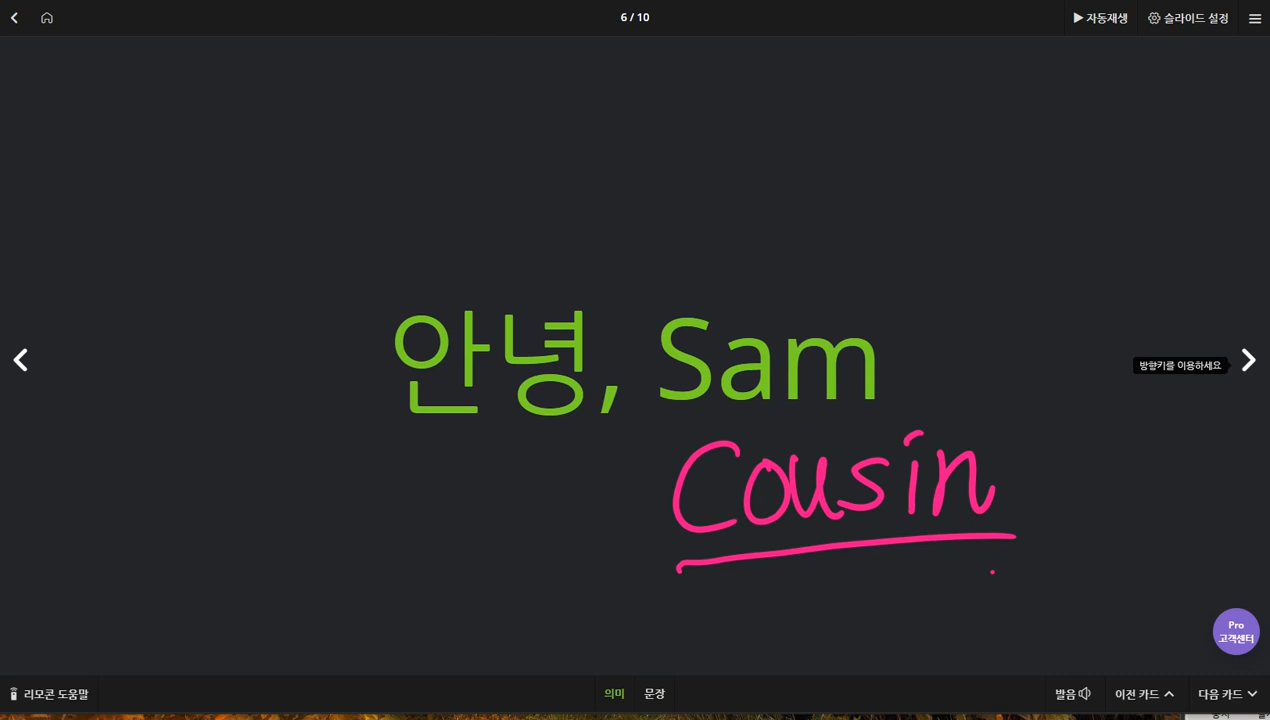 6 / 10
자동재생
슬라이드 설정
안녕, Sam
방향키를 이용하세요
Cousin
Pro
고객센터
리모콘 도움말
의미
문장
발음
이전 카드
다음 카드